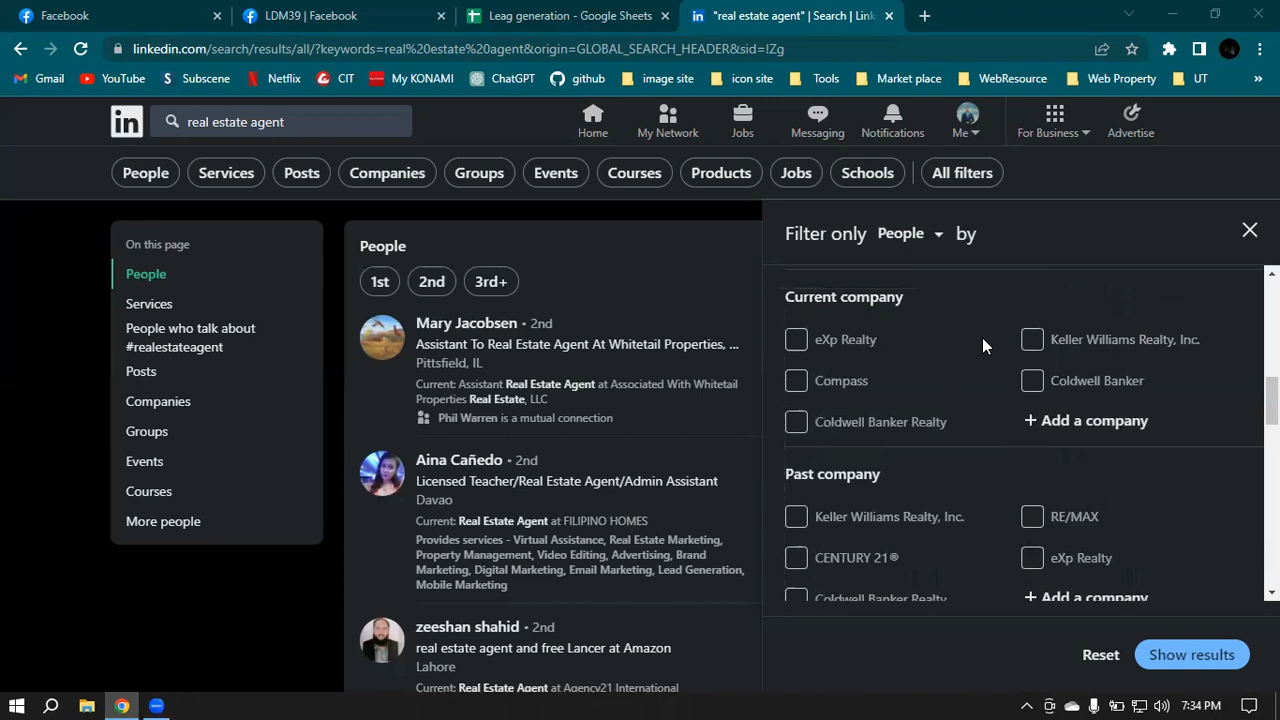 Facebook
LDM39 | Facebook
Leag generation - Google Sheets
"real estate agent" | Search | Link
linkedin.com/search/results/all/?keywords=real%20estate%20agent&origin=GLOBAL_SEARCH_HEADER&sid=!Zg
Gmail YouTube Subscene Netflix CIT My KONAMI ChatGPT github image site icon site Tools Market place WebResource Web Property UT »
in real estate agent
Home My Network Jobs Messaging Notifications Me For Business Advertise
People Services Posts Companies Groups Events Courses Products Jobs Schools All filters
On this page
People
Services
People who talk about
#realestateagent
Posts
Companies
Groups
Events
Courses
More people
People
1st 2nd 3rd+
Mary Jacobsen • 2nd
Assistant To Real Estate Agent At Whitetail Properties, ...
Pittsfield, IL
Current: Assistant Real Estate Agent at Associated With Whitetail
Properties Real Estate, LLC
Phil Warren is a mutual connection
Aina Cañedo • 2nd
Licensed Teacher/Real Estate Agent/Admin Assistant
Davao
Current: Real Estate Agent at FILIPINO HOMES
Provides services - Virtual Assistance, Real Estate Marketing,
Property Management, Video Editing, Advertising, Brand
Marketing, Digital Marketing, Email Marketing, Lead Generation,
Mobile Marketing
zeeshan shahid • 2nd
real estate agent and free Lancer at Amazon
Lahore
Current: Real Estate Agent at Agency21 International
Filter only People by
Current company
eXp Realty Keller Williams Realty, Inc.
Compass Coldwell Banker
Coldwell Banker Realty + Add a company
Past company
Keller Williams Realty, Inc. RE/MAX
CENTURY 21® eXp Realty
Coldwell Banker Realty + Add a company
Reset Show results
7:34 PM